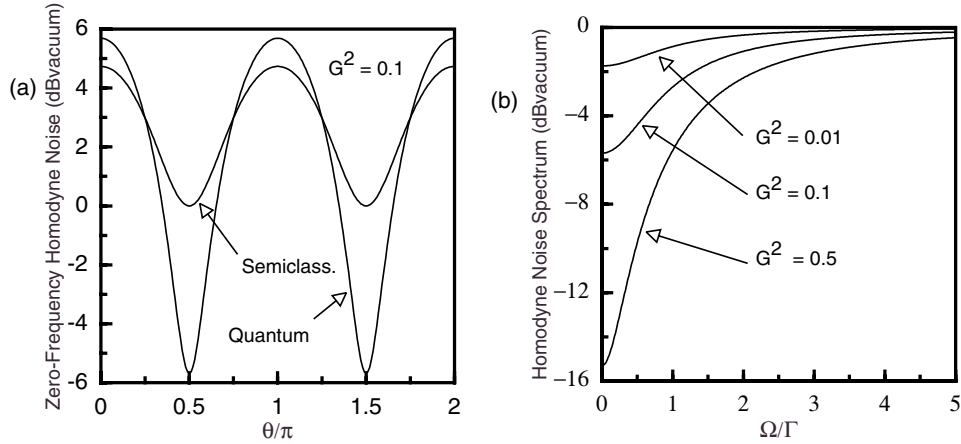 (a)
Zero-Frequency Homodyne Noise (dBvacuum)
6
4
2
0
-2
-4
-6
G² = 0.1
Semiclass.
Quantum
0
0.5
1
1.5
2
θ/π
(b)
Homodyne Noise Spectrum (dBvacuum)
0
−4
−8
−12
−16
G² = 0.01
G² = 0.1
G² = 0.5
0
1
2
3
4
5
Ω/Γ